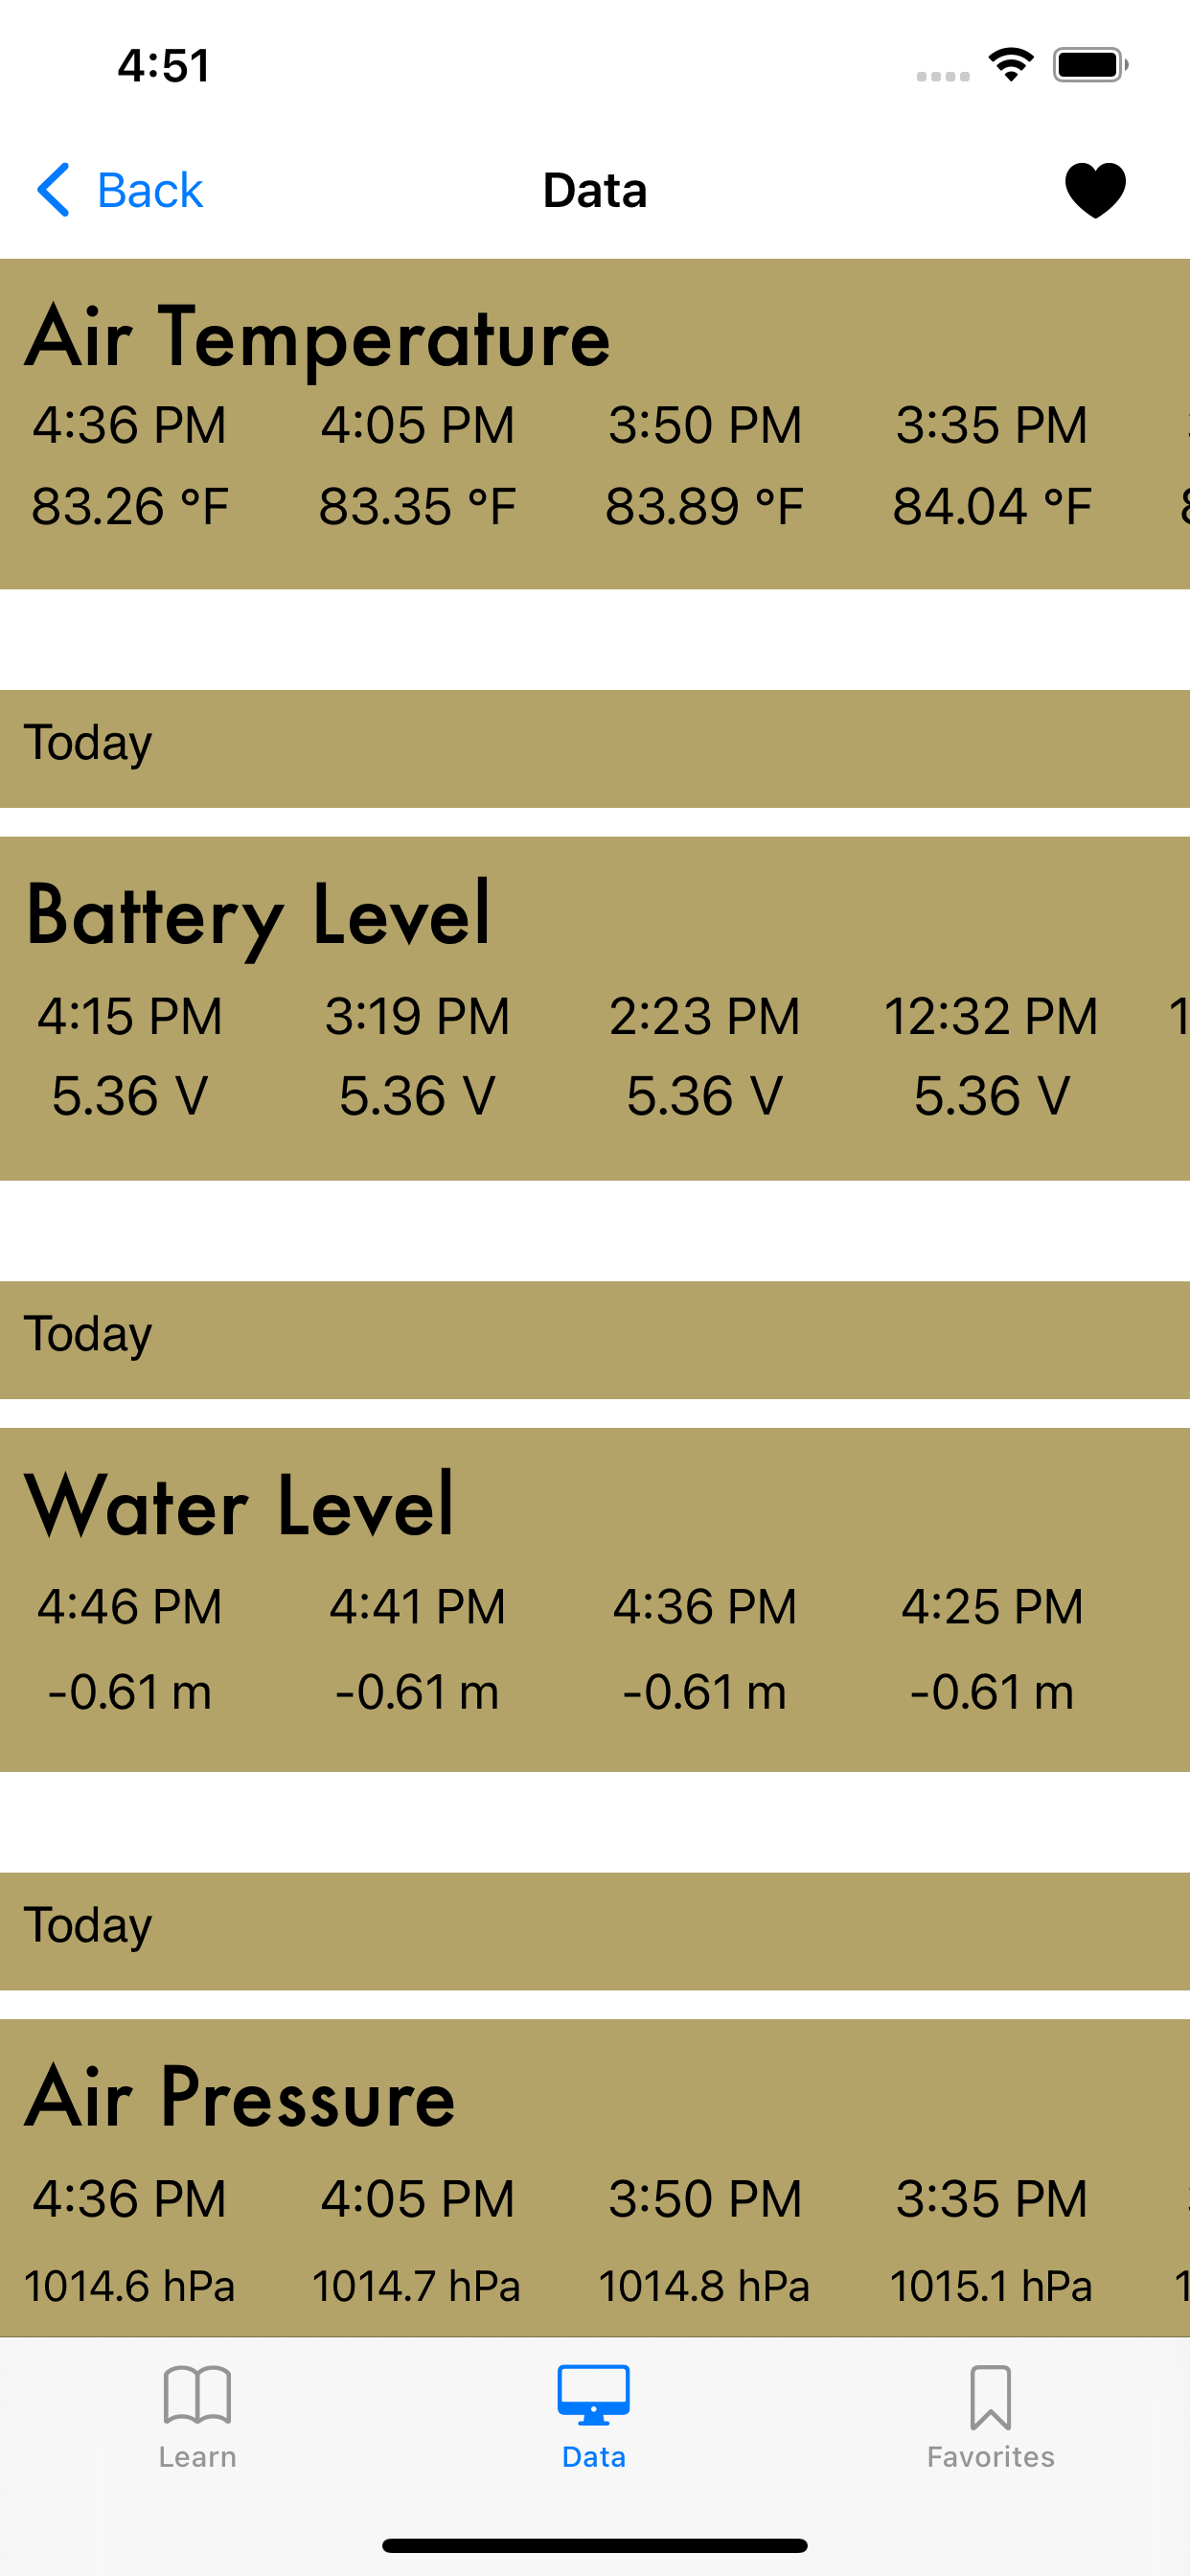 4:51
Back Data
Air Temperature
4:36 PM 4:05 PM 3:50 PM 3:35 PM
83.26 °F 83.35 °F 83.89 °F 84.04 °F
Today
Battery Level
4:15 PM 3:19 PM 2:23 PM 12:32 PM 1
5.36 V 5.36 V 5.36 V 5.36 V
Today
Water Level
4:46 PM 4:41 PM 4:36 PM 4:25 PM
-0.61 m -0.61 m -0.61 m -0.61 m
Today
Air Pressure
4:36 PM 4:05 PM 3:50 PM 3:35 PM
1014.6 hPa 1014.7 hPa 1014.8 hPa 1015.1 hPa 1
Learn Data Favorites